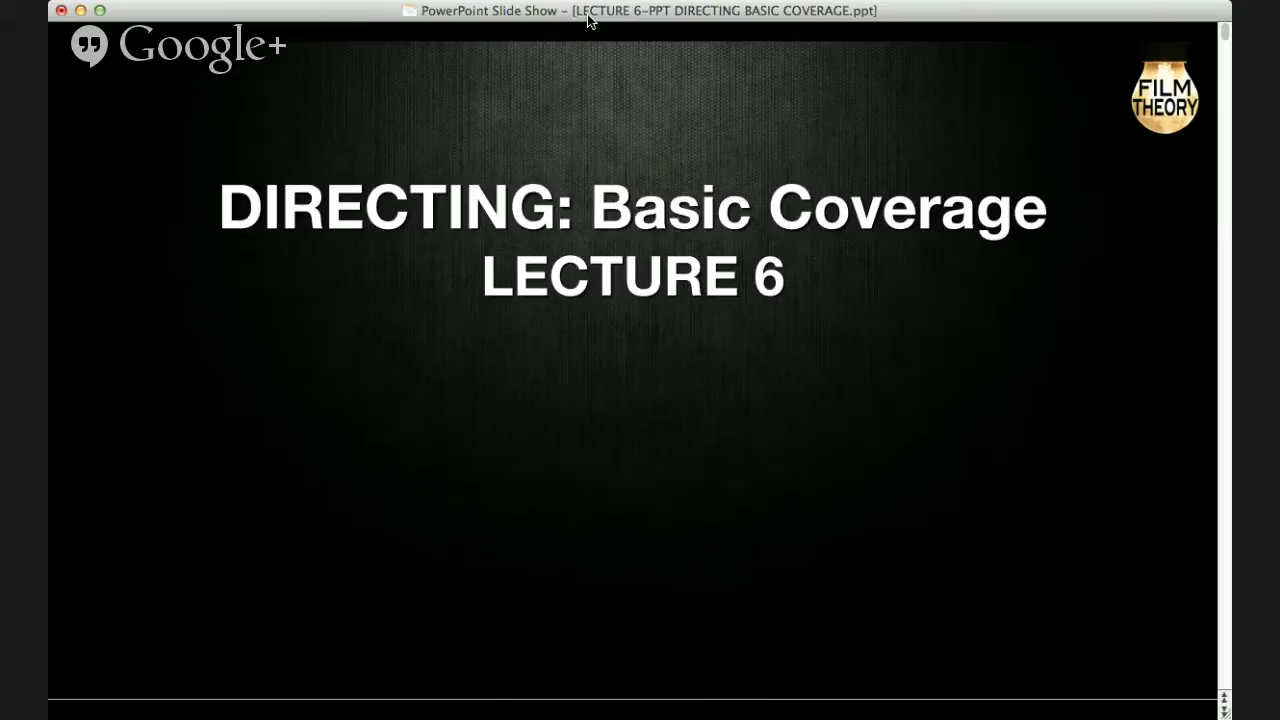 PowerPoint Slide Show – [LECTURE 6-PPT DIRECTING BASIC COVERAGE.ppt]
Google+
FILM
THEORY
DIRECTING: Basic Coverage
LECTURE 6